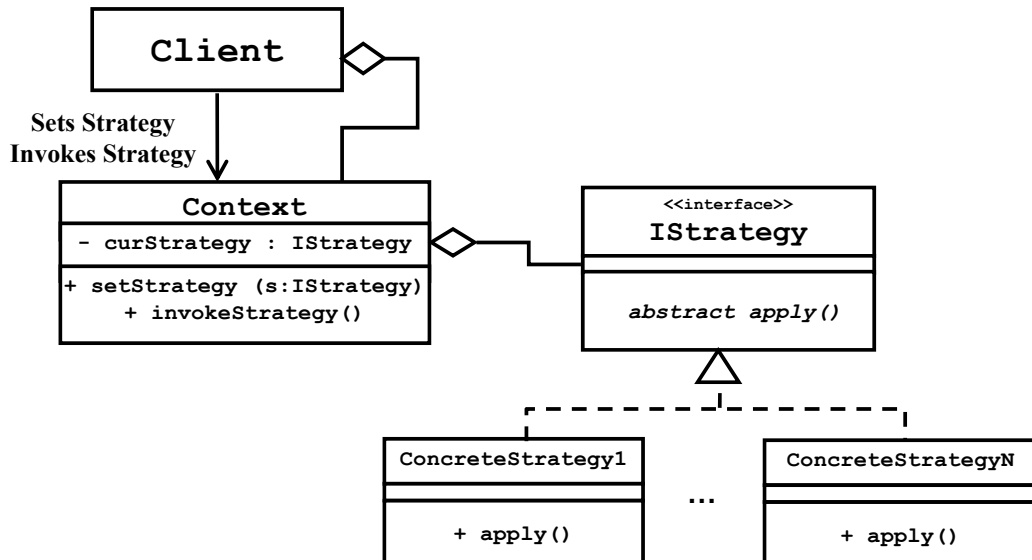 Client
Sets Strategy
Invokes Strategy
Context
- curStrategy : IStrategy
+ setStrategy (s:IStrategy)
+ invokeStrategy()
<<interface>>
IStrategy
abstract apply()
ConcreteStrategy1
+ apply()
...
ConcreteStrategyN
+ apply()